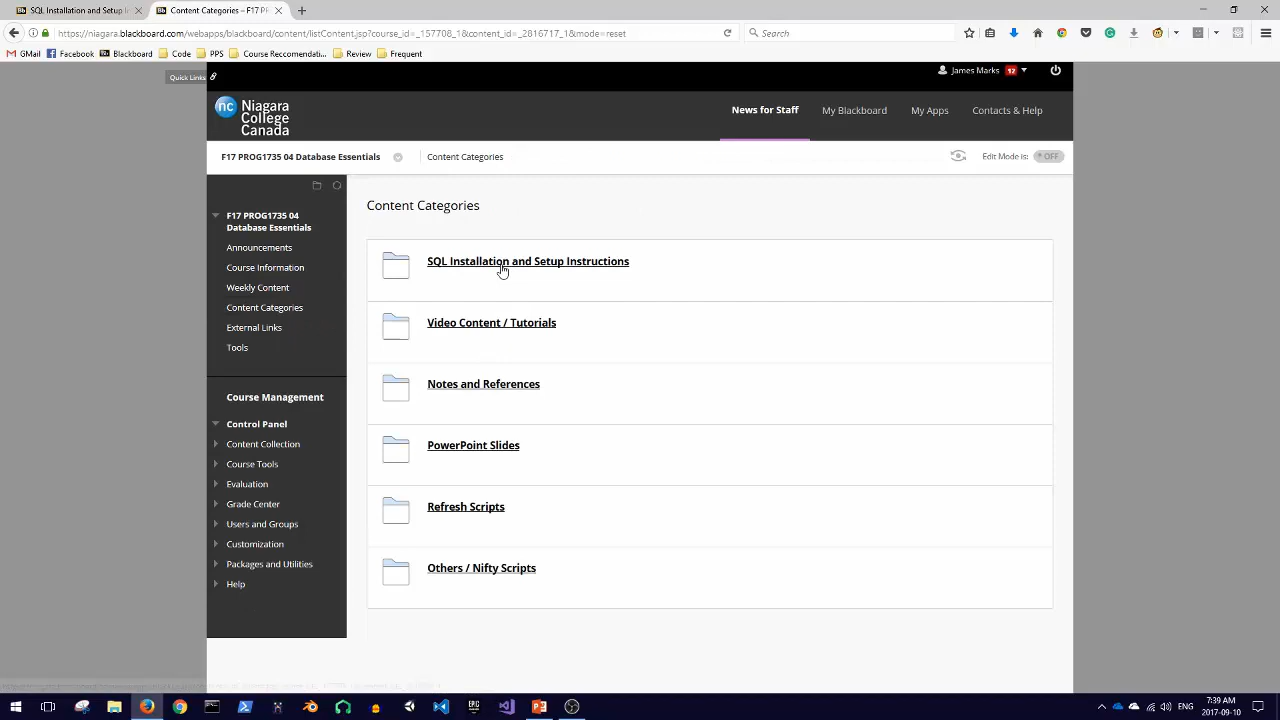 SQL Installation and Setup In
Content Categories – F17 PR
https://niagara.blackboard.com/webapps/blackboard/content/listContent.jsp?course_id=_157708_1&content_id=_2816717_1&mode=reset
Search
GMail
Facebook
Blackboard
Code
PPS
Course Reccomendati...
Review
Frequent
Quick Links
James Marks 12
nc Niagara
College
Canada
News for Staff
My Blackboard
My Apps
Contacts & Help
F17 PROG1735 04 Database Essentials
Content Categories
Edit Mode is: OFF
F17 PROG1735 04
Database Essentials
Announcements
Course Information
Weekly Content
Content Categories
External Links
Tools
Course Management
Control Panel
Content Collection
Course Tools
Evaluation
Grade Center
Users and Groups
Customization
Packages and Utilities
Help
Content Categories
SQL Installation and Setup Instructions
Video Content / Tutorials
Notes and References
PowerPoint Slides
Refresh Scripts
Others / Nifty Scripts
ENG
7:39 AM
2017-09-10